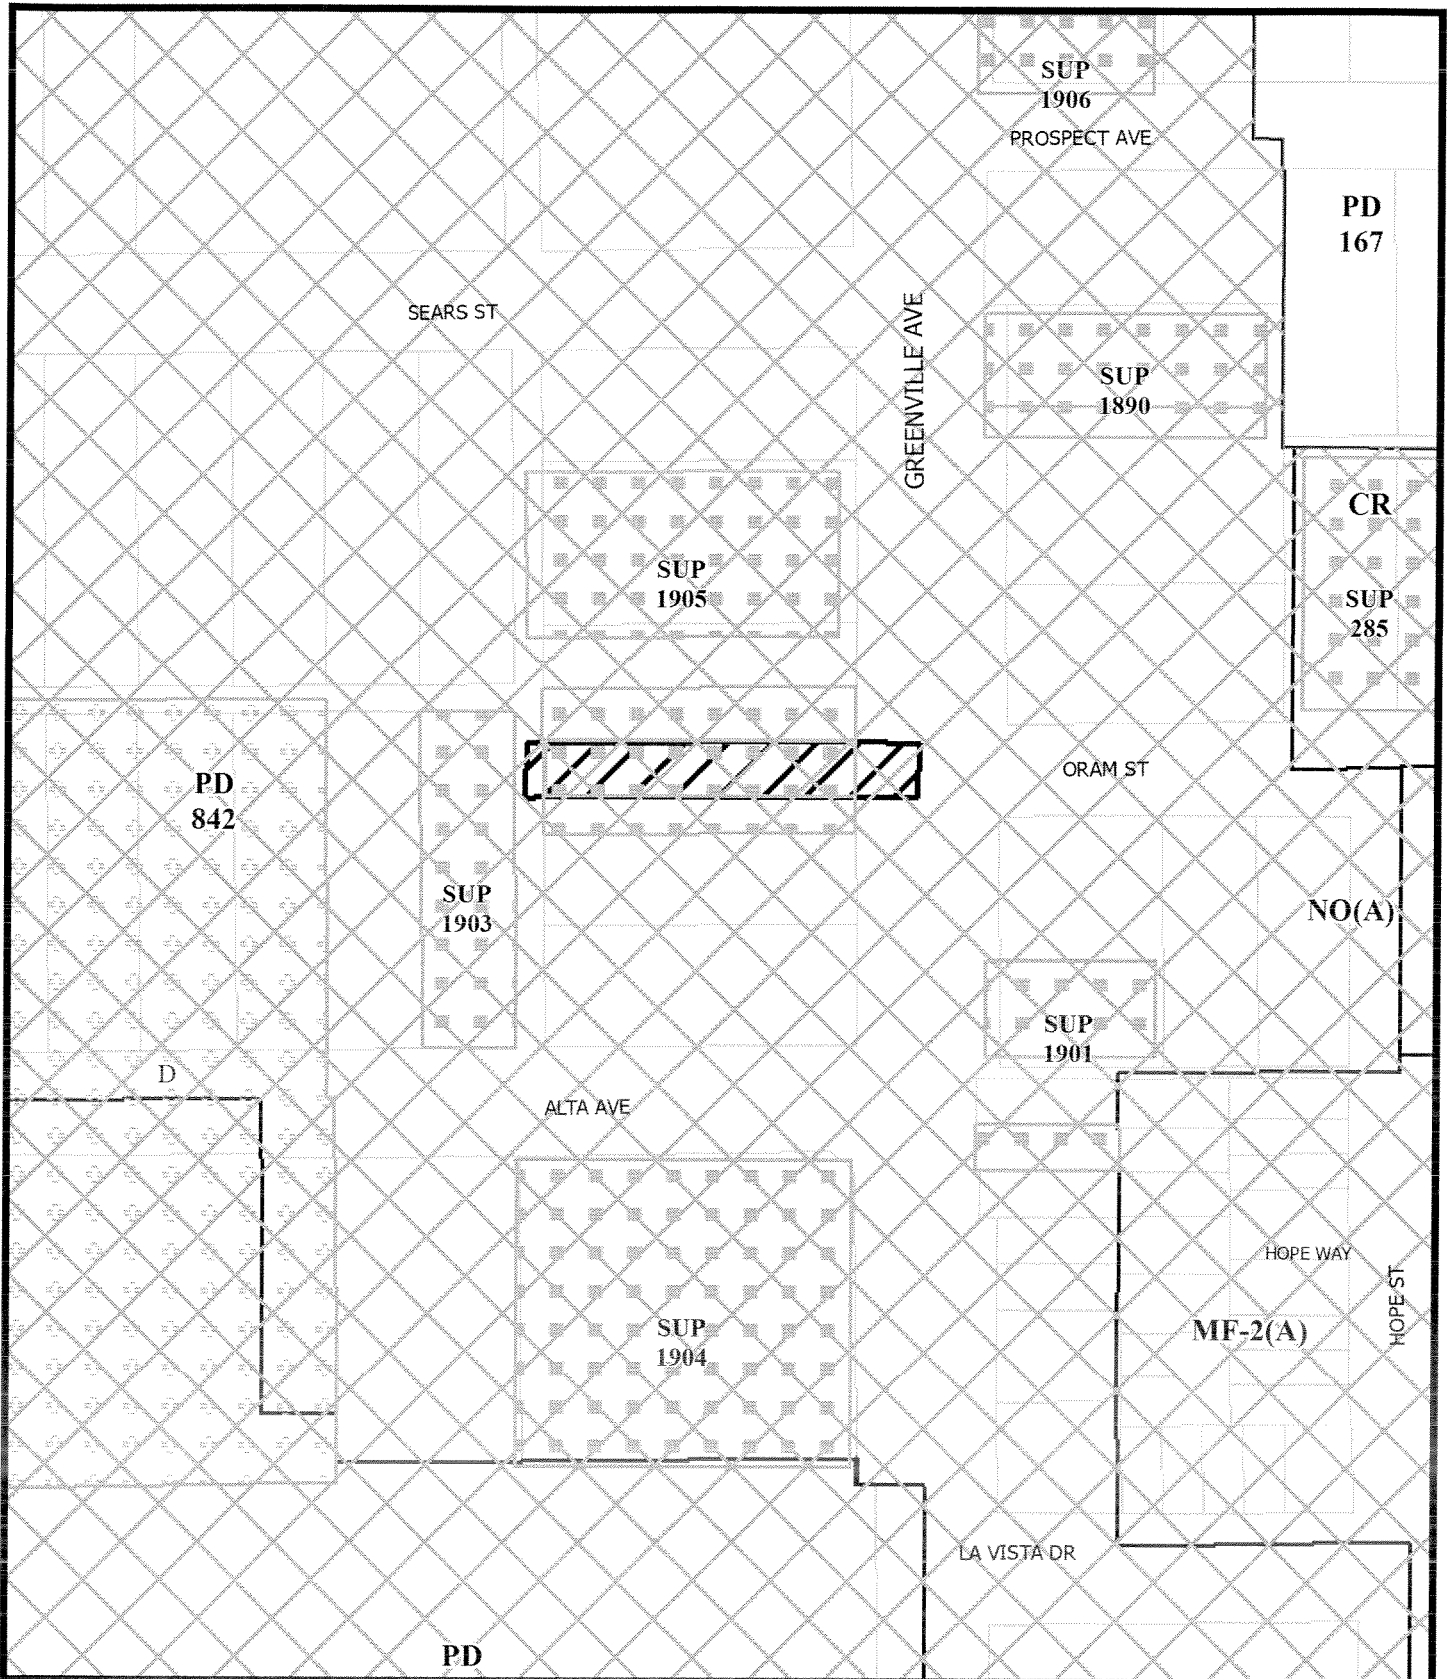 SUP
1906
PROSPECT AVE
PD
167
SEARS ST
GREENVILLE AVE
SUP
1890
CR
SUP
1905
SUP
285
ORAM ST
PD
842
SUP
1903
NO(A)
SUP
1901
D
ALTA AVE
HOPE WAY
HOPE ST
MF-2(A)
SUP
1904
LA VISTA DR
PD